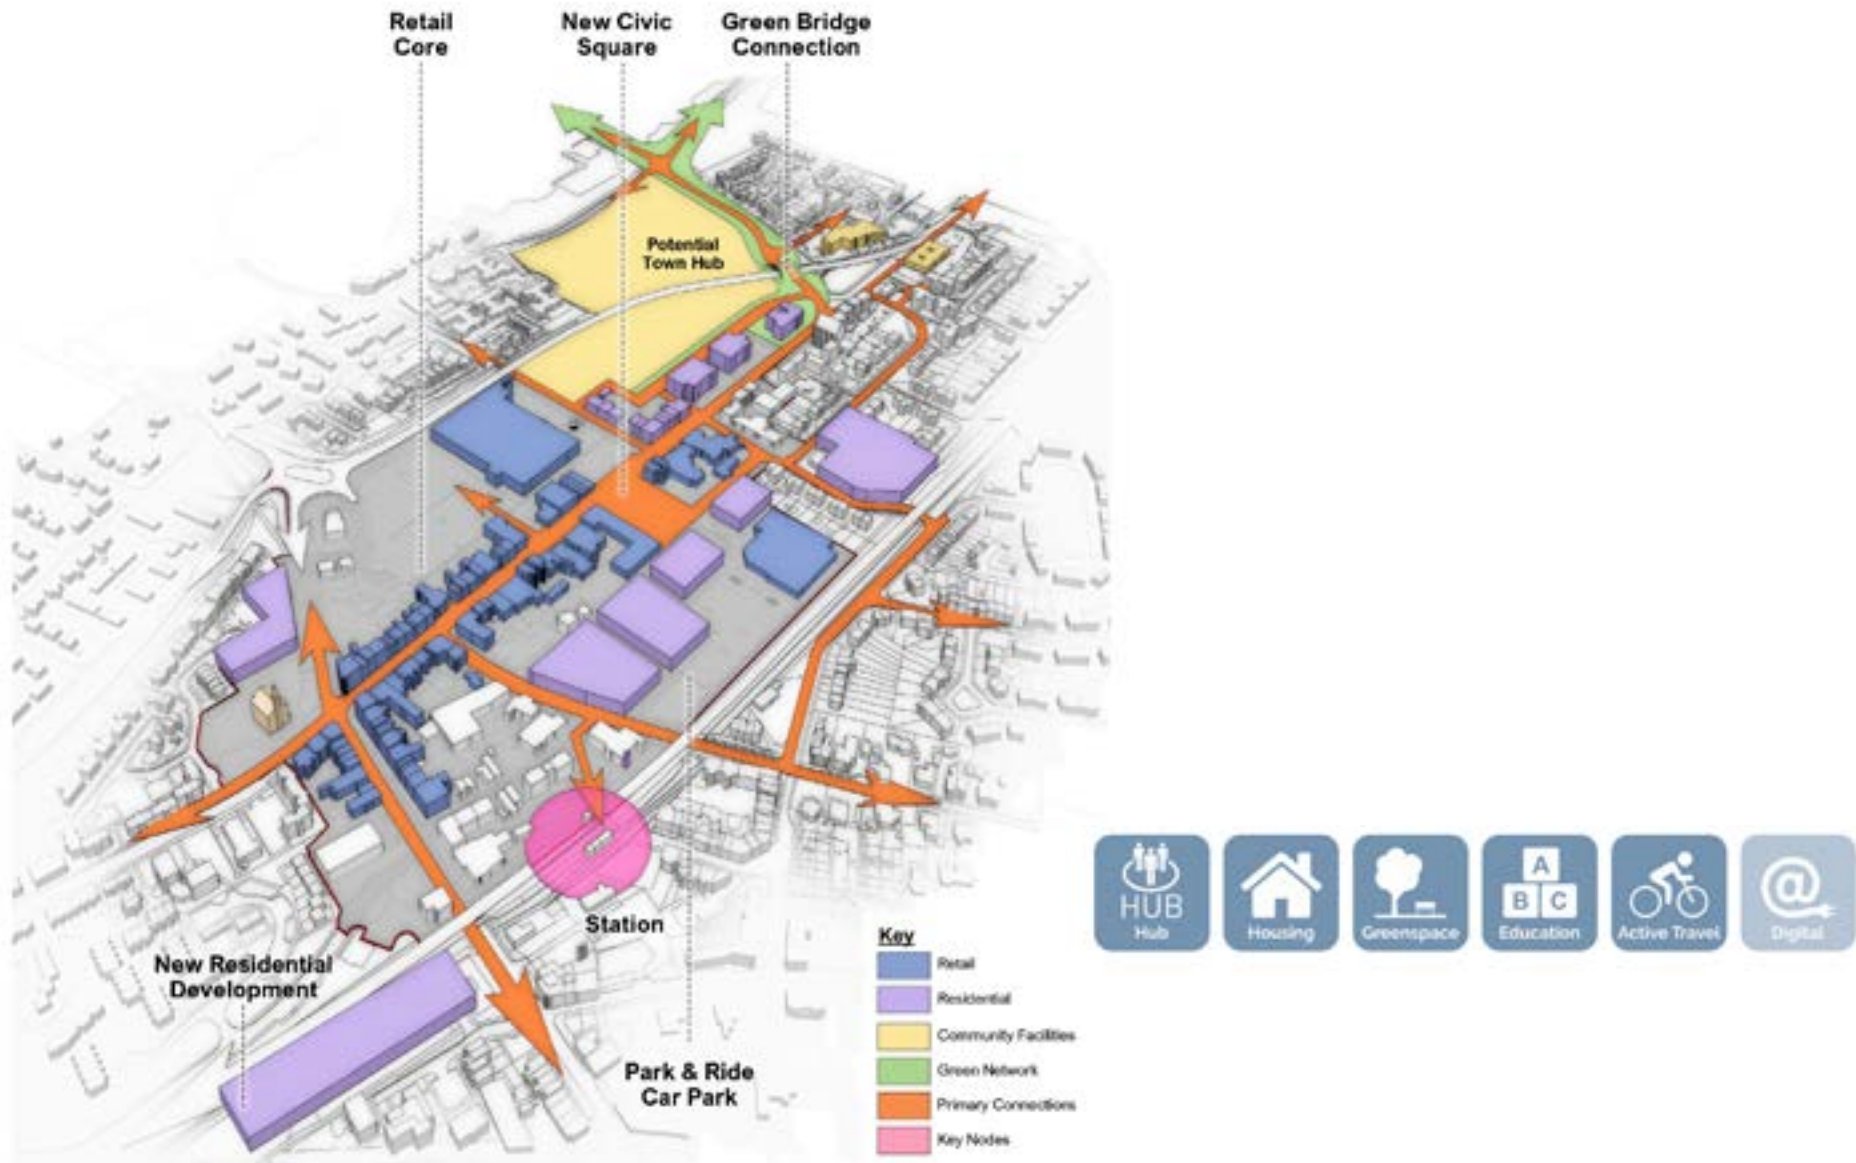 Retail
Core
New Civic
Square
Green Bridge
Connection
Potential
Town Hub
Station
New Residential
Development
Park & Ride
Car Park
Key
Retail
Residential
Community Facilities
Green Network
Primary Connections
Key Nodes
HUB
Hub
Housing
Greenspace
A
B C
Education
Active Travel
@
Digital